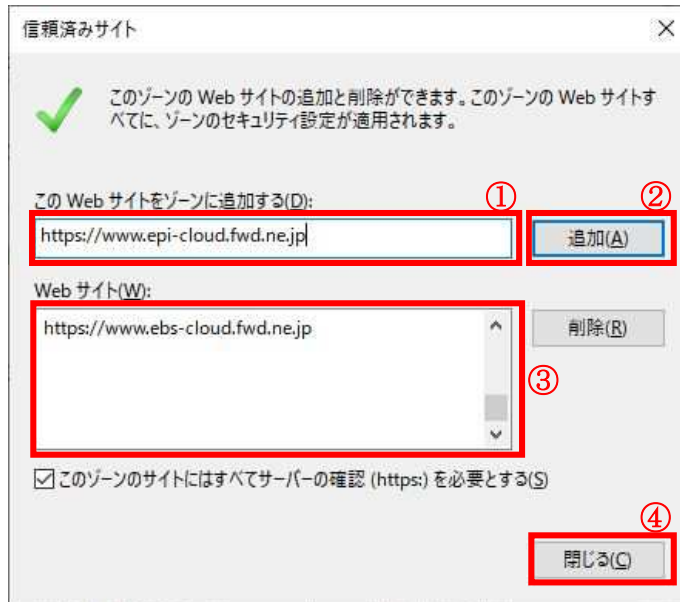 信頼済みサイト
このゾーンの Web サイトの追加と削除ができます。このゾーンの Web サイトす
べてに、ゾーンのセキュリティ設定が適用されます。
①
②
この Web サイトをゾーンに追加する(D):
https://www.epi-cloud.fwd.ne.jp
追加(A)
Web サイト(W):
https://www.ebs-cloud.fwd.ne.jp
削除(R)
③
このゾーンのサイトにはすべてサーバーの確認 (https:) を必要とする(S)
④
閉じる(C)